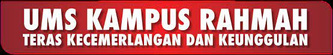 UMS KAMPUS RAHMAH
TERAS KECEMERLANGAN DAN KEUNGGULAN